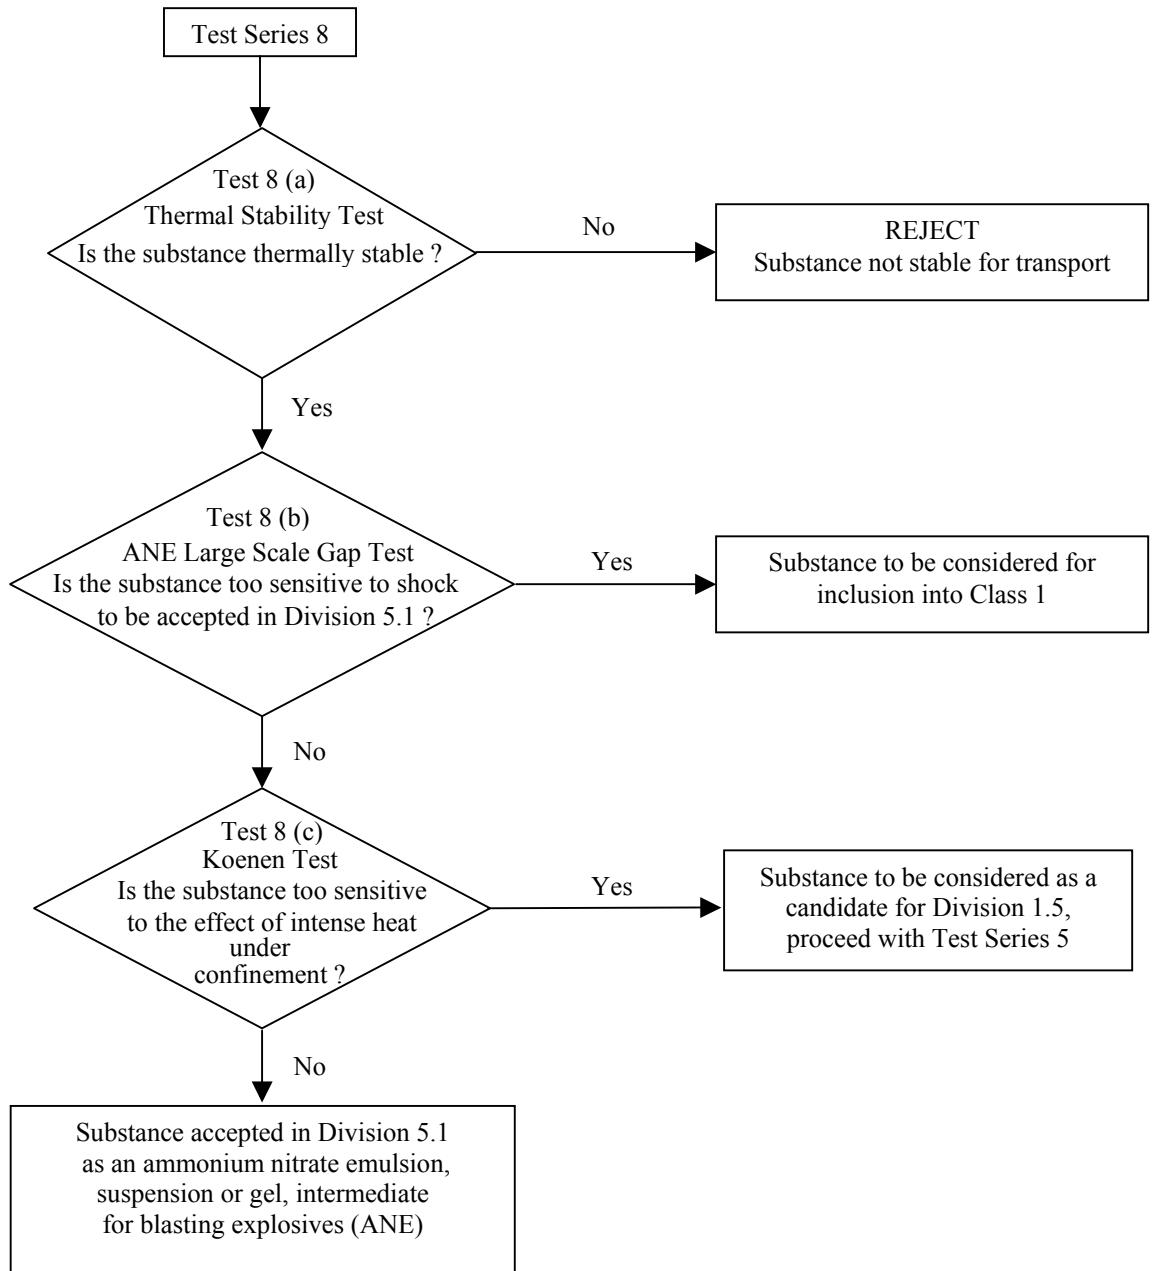 Test Series 8
Test 8 (a)
Thermal Stability Test
Is the substance thermally stable ?
No
REJECT
Substance not stable for transport
Yes
Test 8 (b)
ANE Large Scale Gap Test
Is the substance too sensitive to shock
to be accepted in Division 5.1 ?
Yes
Substance to be considered for
inclusion into Class 1
No
Test 8 (c)
Koenen Test
Is the substance too sensitive
to the effect of intense heat
under
confinement ?
Yes
Substance to be considered as a
candidate for Division 1.5,
proceed with Test Series 5
No
Substance accepted in Division 5.1
as an ammonium nitrate emulsion,
suspension or gel, intermediate
for blasting explosives (ANE)